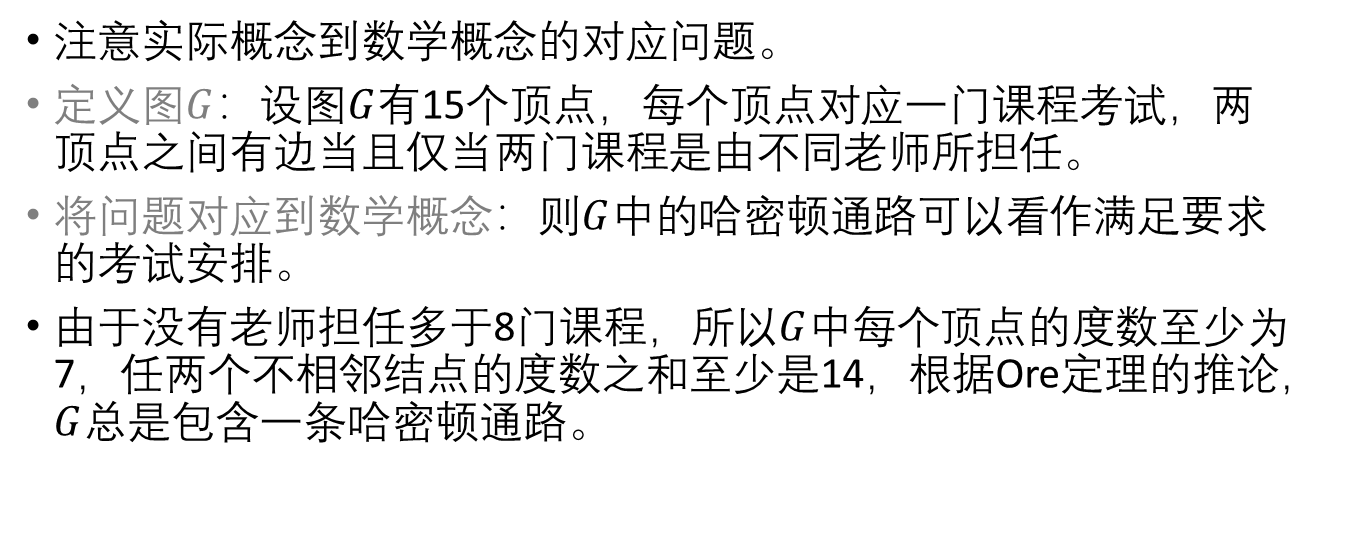 • 注意实际概念到数学概念的对应问题。
• 定义图G：设图G有15个顶点，每个顶点对应一门课程考试，两
顶点之间有边当且仅当两门课程是由不同老师所担任。
• 将问题对应到数学概念：则G中的哈密顿通路可以看作满足要求
的考试安排。
• 由于没有老师担任多于8门课程，所以G中每个顶点的度数至少为
7，任两个不相邻结点的度数之和至少是14，根据Ore定理的推论，
G总是包含一条哈密顿通路。